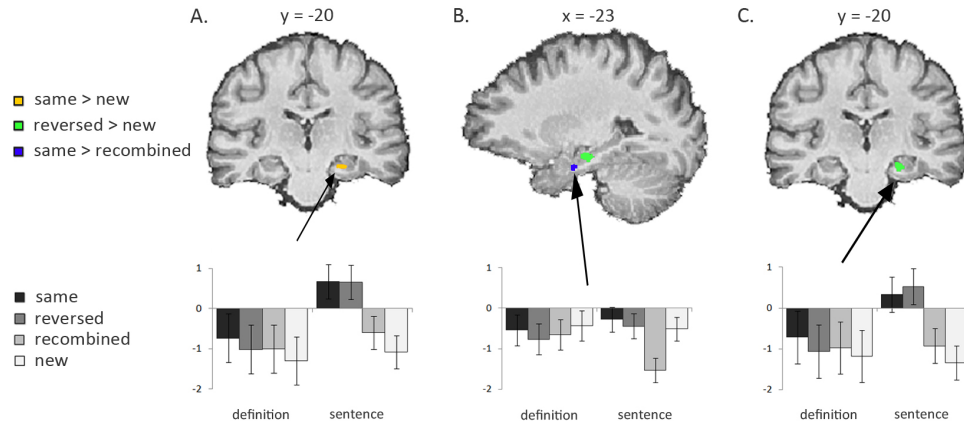 A.
y = -20
B.
x = -23
C.
y = -20
same > new
reversed > new
same > recombined
same
reversed
recombined
new
1
0
-1
-2
definition
sentence
1
0
-1
-2
definition
sentence
1
0
-1
-2
definition
sentence